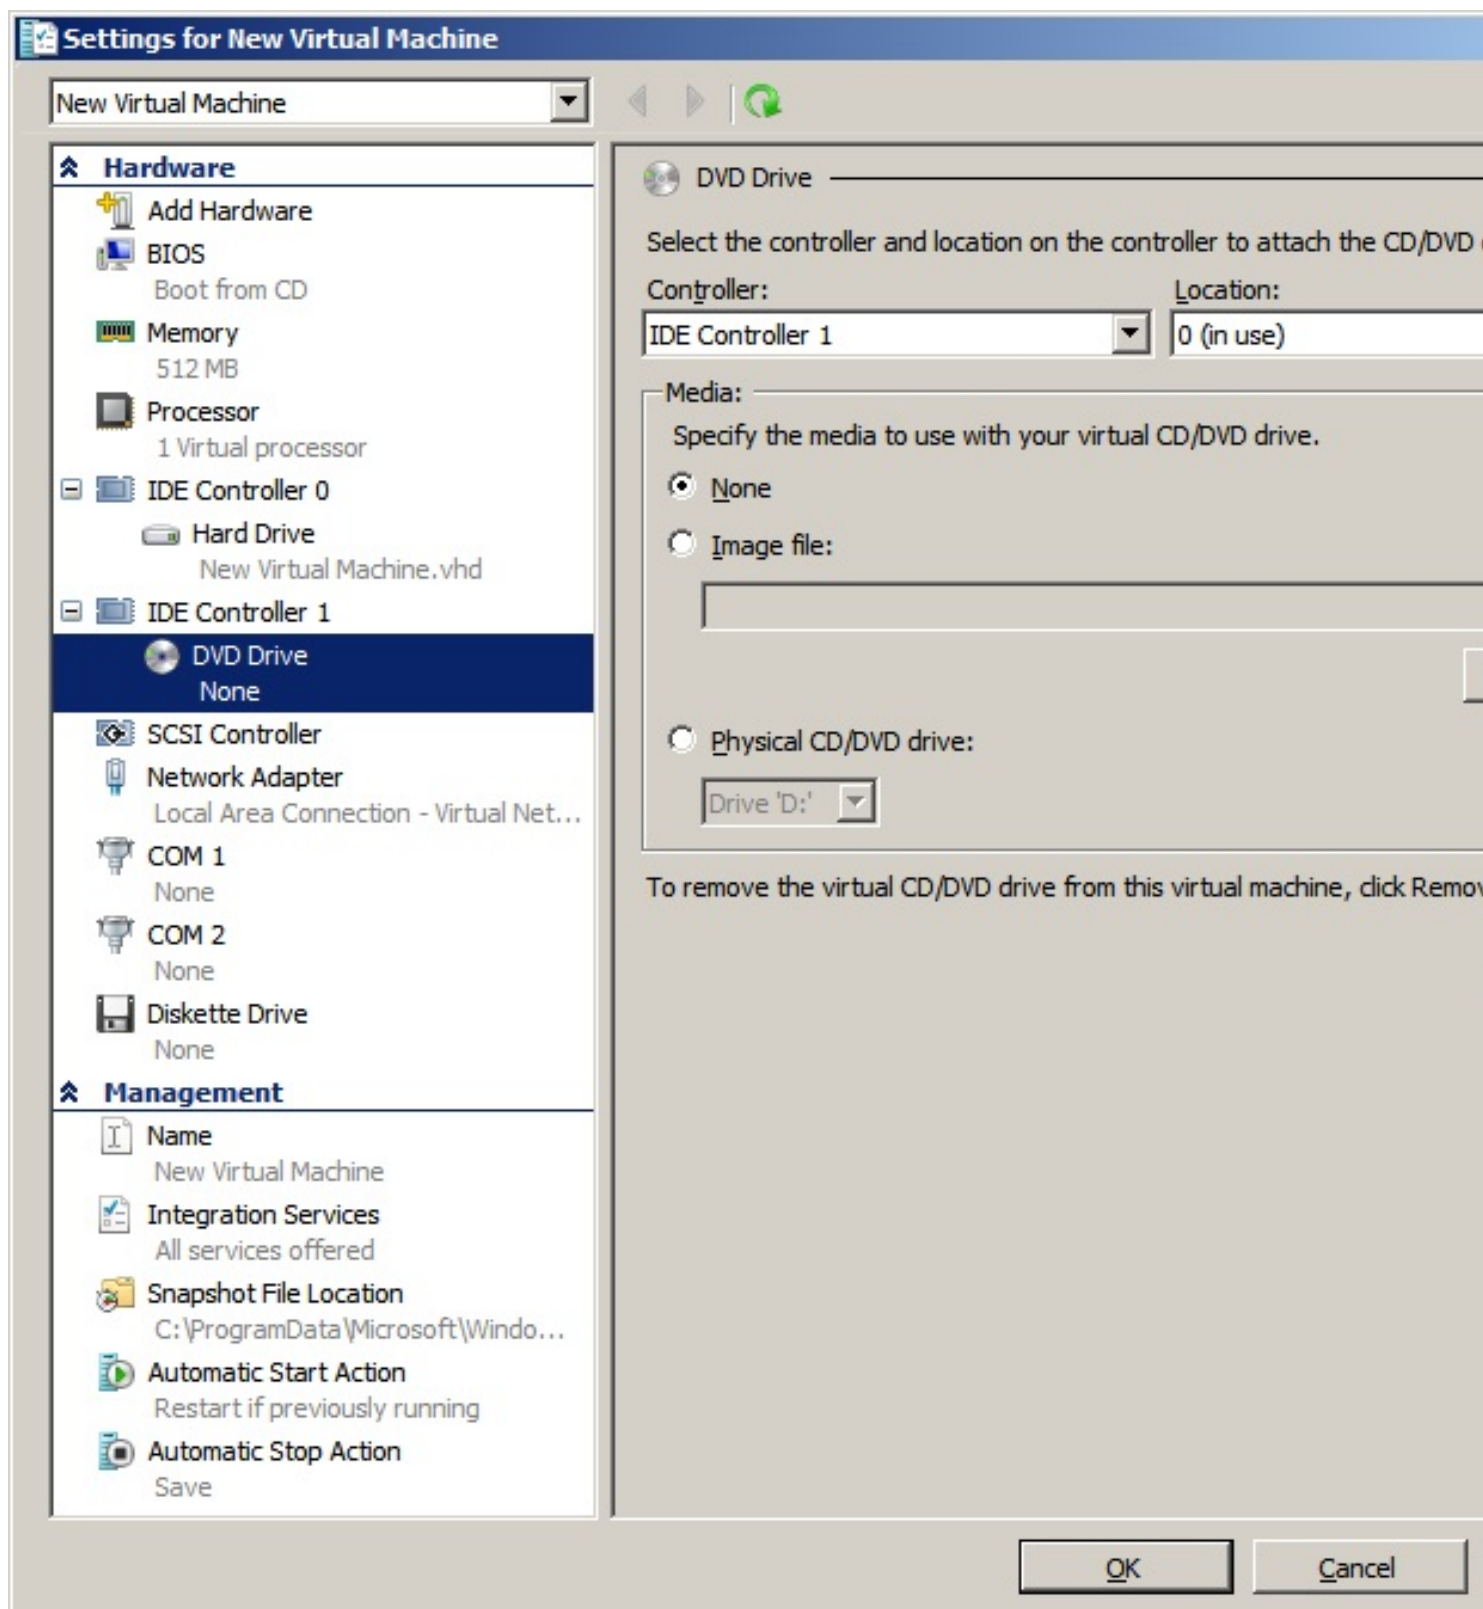 Settings for New Virtual Machine
New Virtual Machine
Hardware
Add Hardware
BIOS
Boot from CD
Memory
512 MB
Processor
1 Virtual processor
IDE Controller 0
Hard Drive
New Virtual Machine.vhd
IDE Controller 1
DVD Drive
None
SCSI Controller
Network Adapter
Local Area Connection - Virtual Net...
COM 1
None
COM 2
None
Diskette Drive
None
Management
Name
New Virtual Machine
Integration Services
All services offered
Snapshot File Location
C:\ProgramData\Microsoft\Windo...
Automatic Start Action
Restart if previously running
Automatic Stop Action
Save
DVD Drive
Select the controller and location on the controller to attach the CD/DVD
Controller:
Location:
IDE Controller 1
0 (in use)
Media:
Specify the media to use with your virtual CD/DVD drive.
None
Image file:
Physical CD/DVD drive:
Drive 'D:'
To remove the virtual CD/DVD drive from this virtual machine, click Remov
OK
Cancel